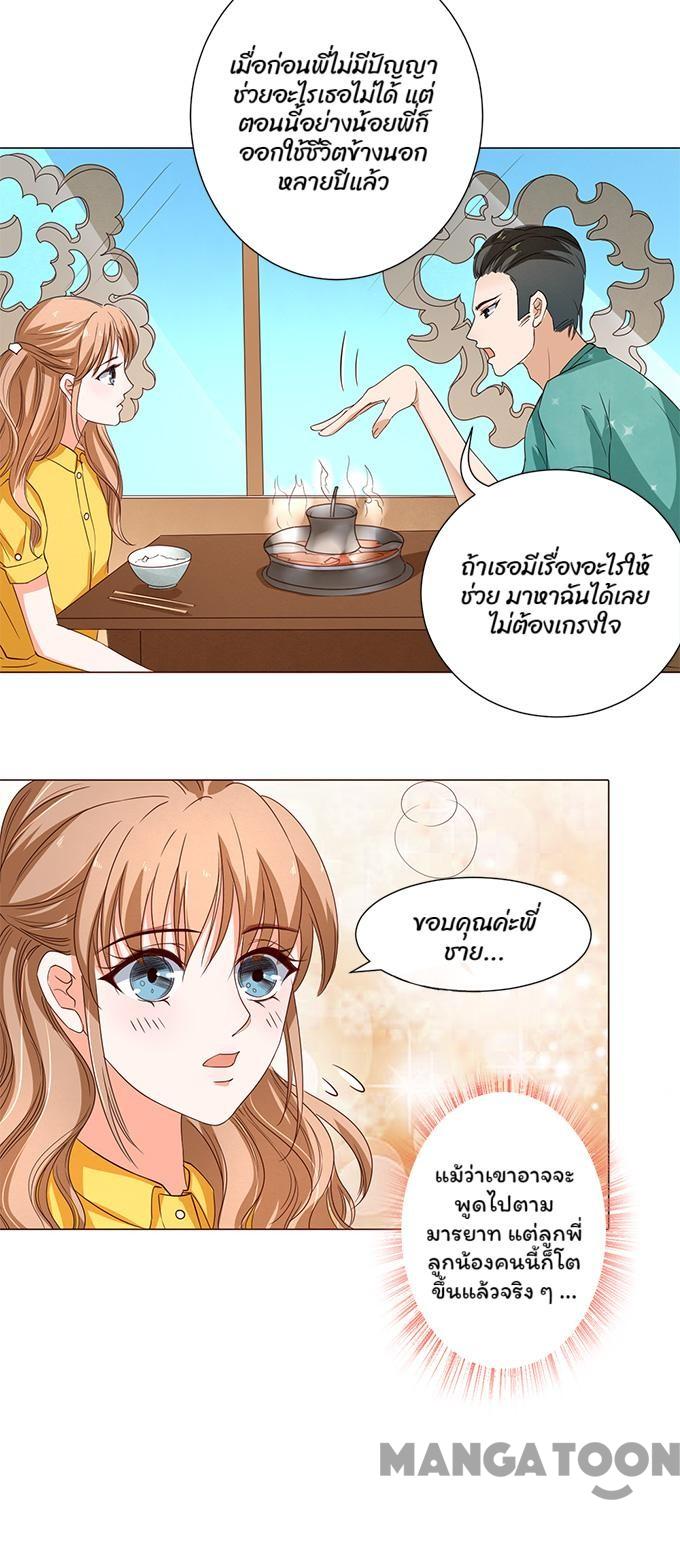 เมื่อก่อนพี่ไม่มีปัญญา
ช่วยอะไรเธอไม่ได้ แต่
ตอนนี้อย่างน้อยพี่ก็
ออกใช้ชีวิตข้างนอก
หลายปีแล้ว
ถ้าเธอมีเรื่องอะไรให้
ช่วย มาหาฉันได้เลย
ไม่ต้องเกรงใจ
ขอบคุณค่ะพี่
ชาย...
แม้ว่าเขาอาจจะ
พูดไปตาม
มารยาท แต่ลูกพี่
ลูกน้องคนนี้ก็โต
ขึ้นแล้วจริง ๆ ...
MANGATOON